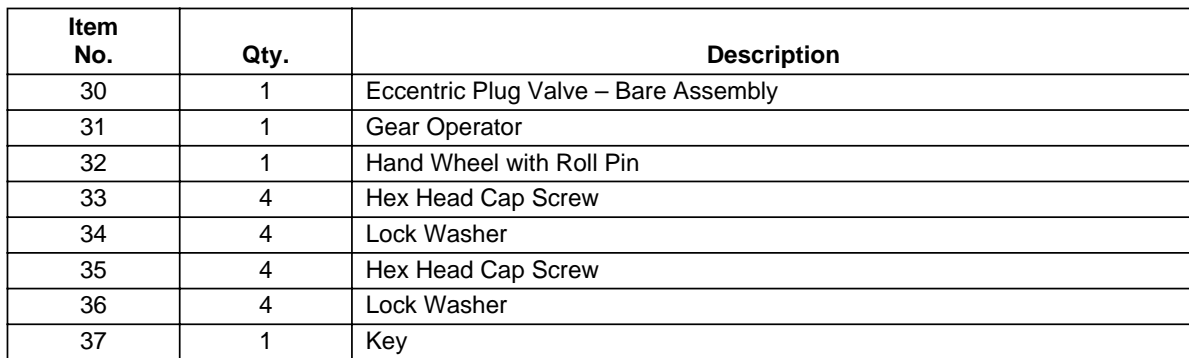 Item
No. Qty. Description
30 1 Eccentric Plug Valve – Bare Assembly
31 1 Gear Operator
32 1 Hand Wheel with Roll Pin
33 4 Hex Head Cap Screw
34 4 Lock Washer
35 4 Hex Head Cap Screw
36 4 Lock Washer
37 1 Key